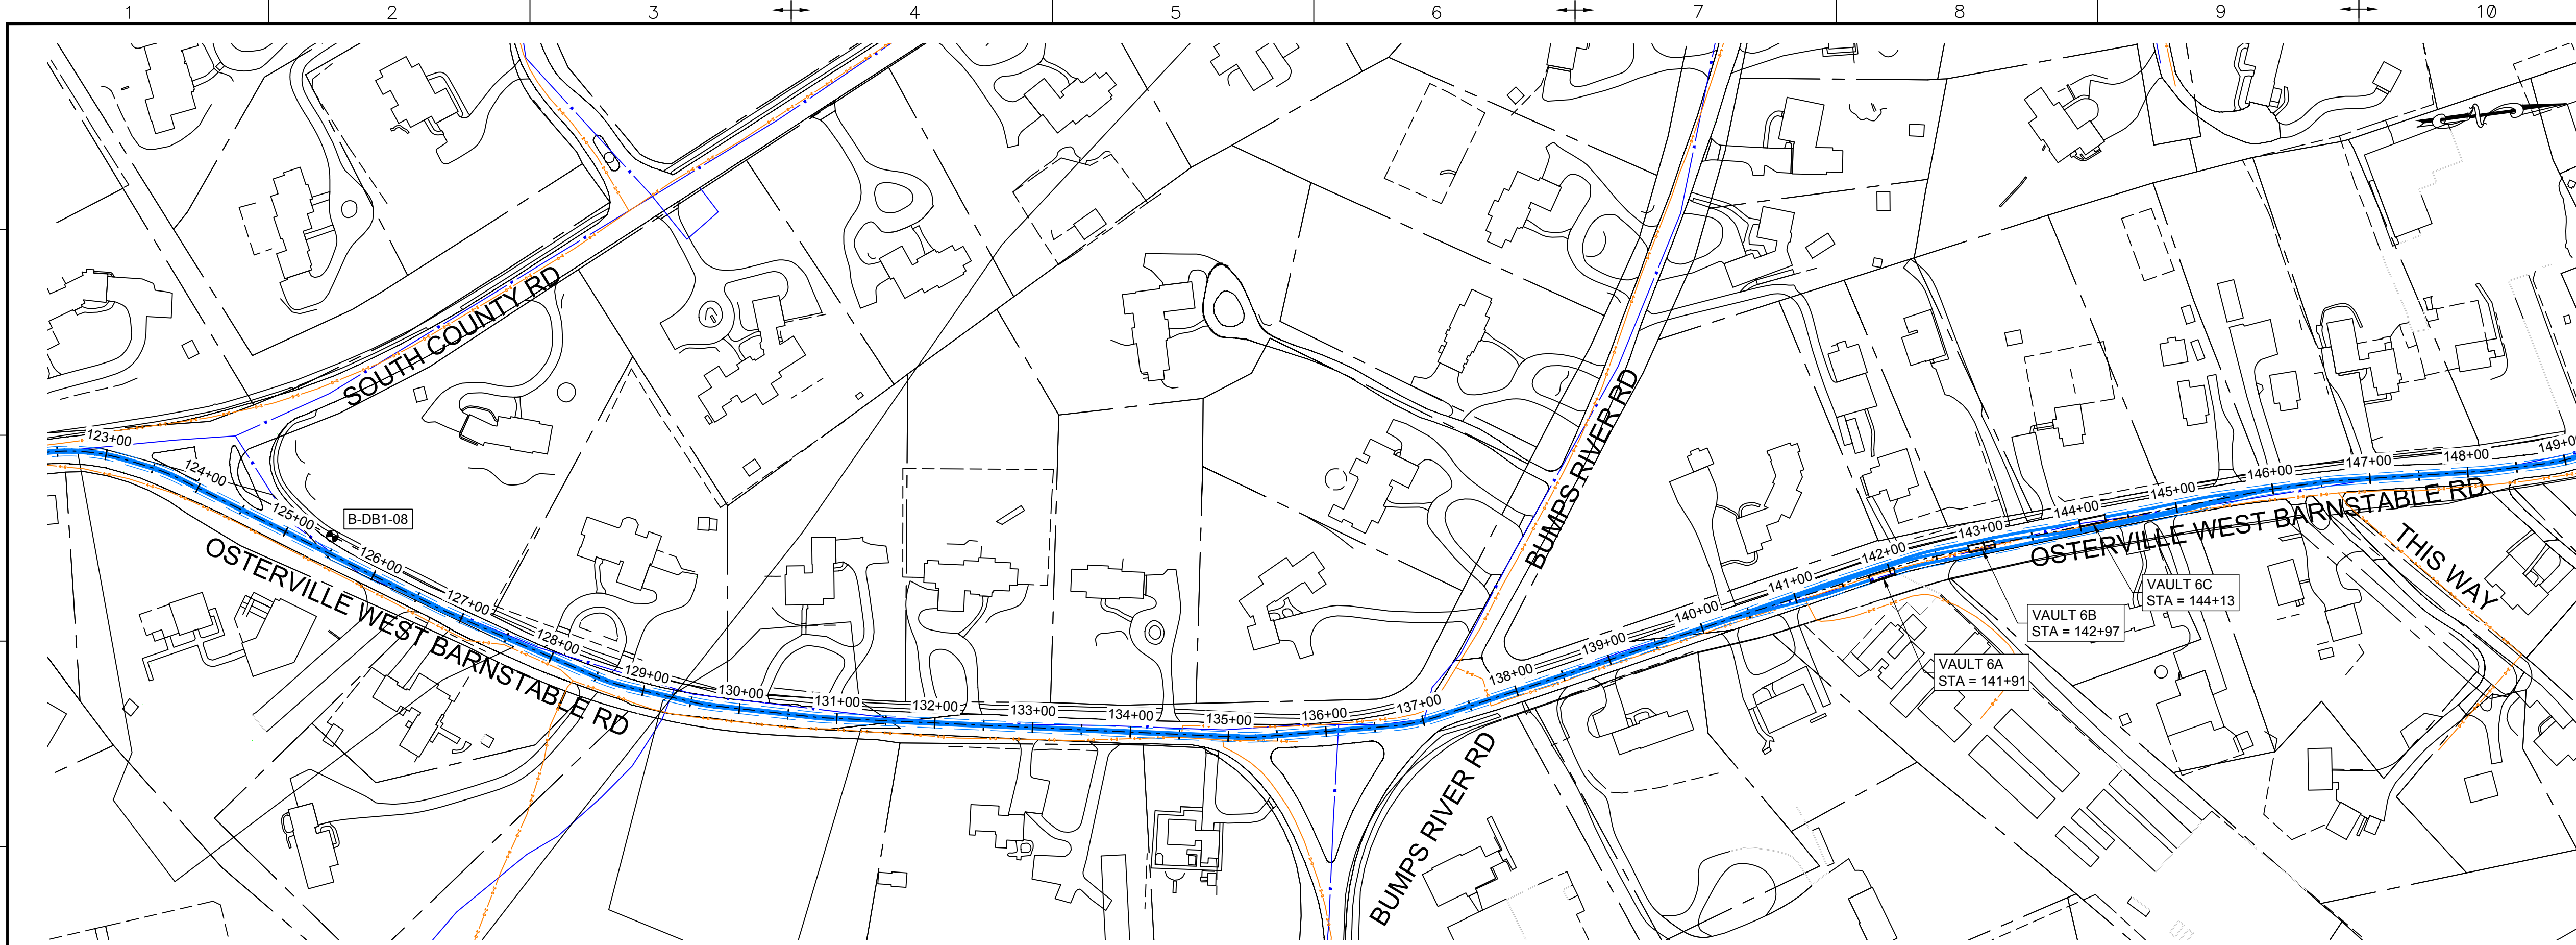 1 2 3 4 5 6 7 8 9 10
SOUTH COUNTY RD
BUMPS RIVER RD
123+00
124+00
125+00
B-DB1-08
126+00
127+00
128+00
129+00
130+00
131+00
132+00
133+00
134+00
135+00
136+00
137+00
138+00
139+00
140+00
141+00
142+00
143+00
144+00
145+00
146+00
147+00
148+00
149+0
OSTERVILLE WEST BARNSTABLE RD
OSTERVILLE WEST BARNSTABLE RD
THIS WAY
VAULT 6C
STA = 144+13
VAULT 6B
STA = 142+97
VAULT 6A
STA = 141+91
BUMPS RIVER RD